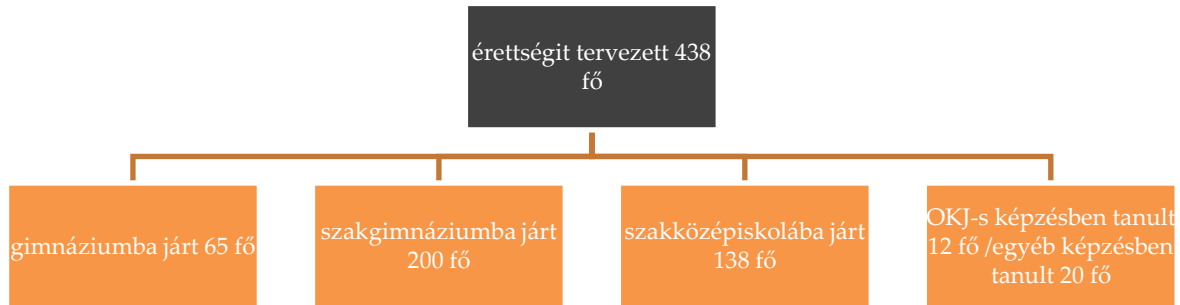 érettségit tervezett 438
fő
gimnáziumba járt 65 fő
szakgimnáziumba járt
200 fő
szakközépiskolába járt
138 fő
OKJ-s képzésben tanult
12 fő /egyéb képzésben
tanult 20 fő